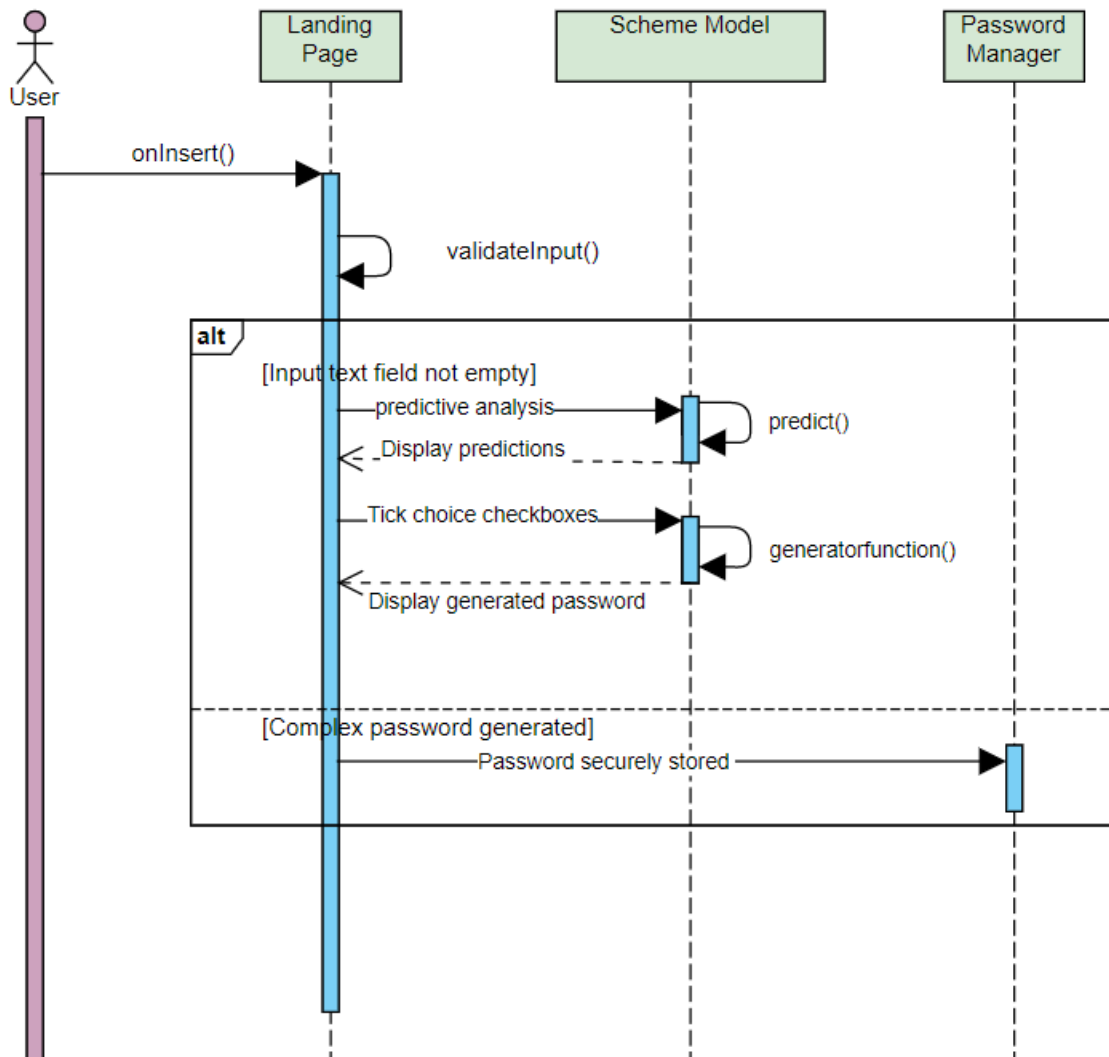 Landing
Page
Scheme Model
Password
Manager
User
onInsert()
validateInput()
alt
[Input text field not empty]
predictive analysis
predict()
Display predictions
Tick choice checkboxes
generatorfunction()
Display generated password
[Complex password generated]
Password securely stored